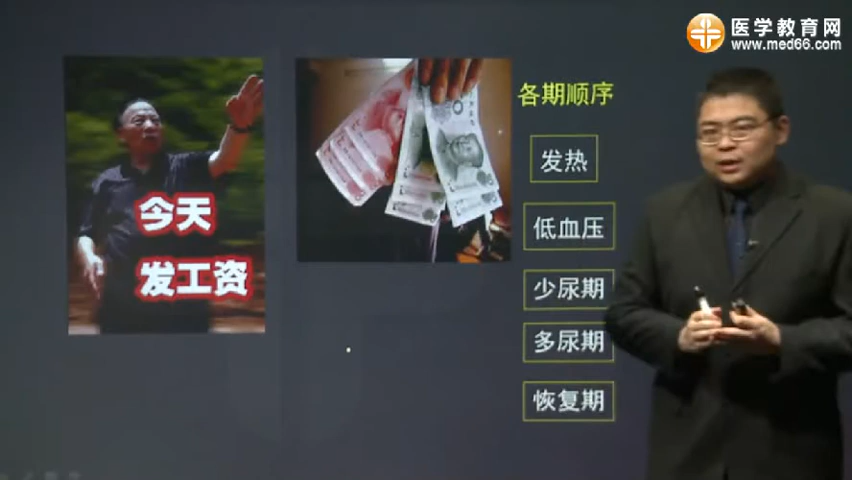 医学教育网
www.med66.com
各期顺序
今天
发工资
发热
低血压
少尿期
多尿期
恢复期